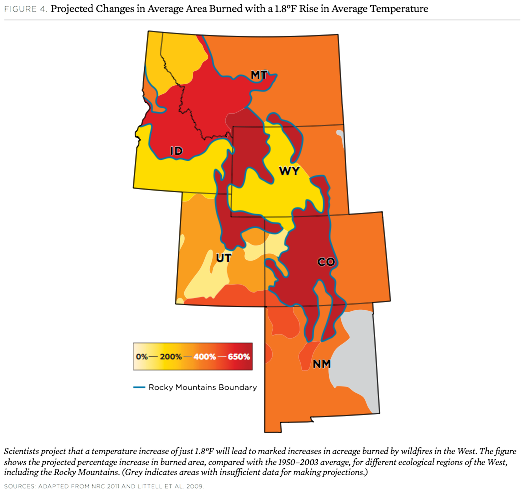 FIGURE 4. Projected Changes in Average Area Burned with a 1.8°F Rise in Average Temperature
MT
ID
WY
UT
CO
NM
0%—200%—400%—650%
Rocky Mountains Boundary
Scientists project that a temperature increase of just 1.8°F will lead to marked increases in acreage burned by wildfires in the West. The figure
shows the projected percentage increase in burned area, compared with the 1950–2003 average, for different ecological regions of the West,
including the Rocky Mountains. (Grey indicates areas with insufficient data for making projections.)
SOURCES: ADAPTED FROM NRC 2011 AND LITTELL ET AL. 2009.